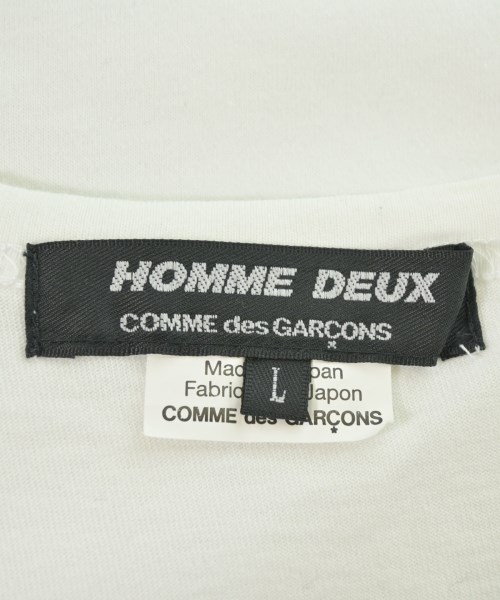 HOMME DEUX
COMME des GARÇONS
L
Japon
COMME des GARÇONS